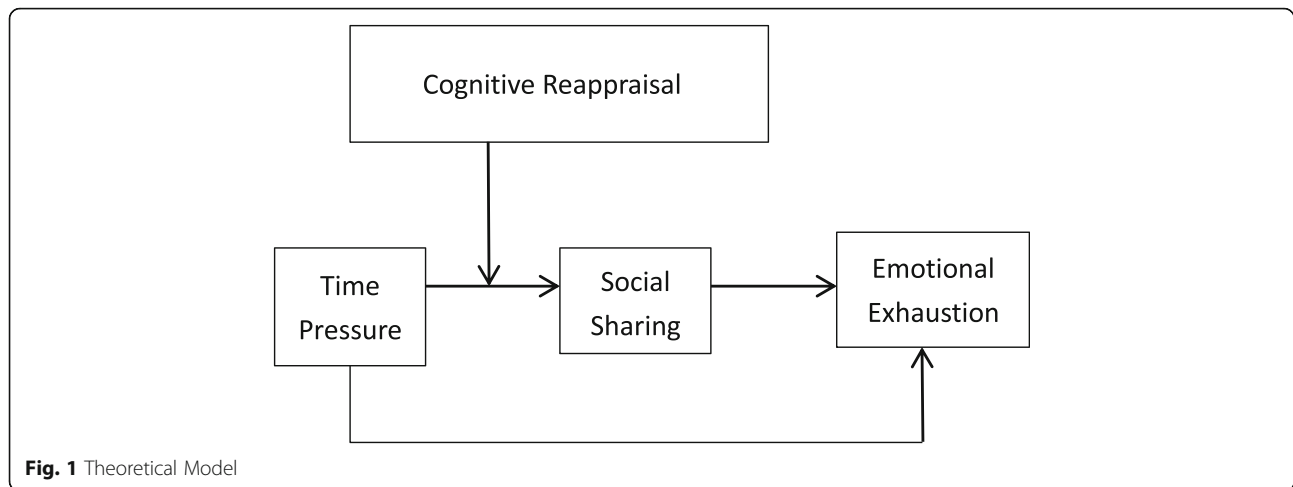 Cognitive Reappraisal
Time
Pressure
Social
Sharing
Emotional
Exhaustion
Fig. 1 Theoretical Model